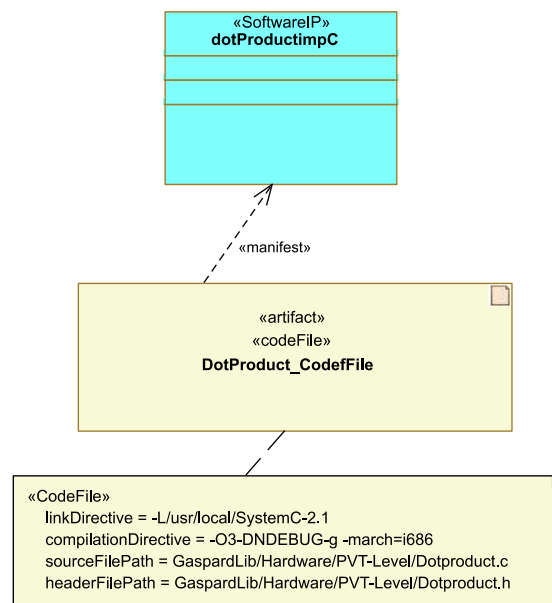 «SoftwareIP»
dotProductimpC
«manifest»
«artifact»
«codeFile»
DotProduct_CodefFile
«CodeFile»
linkDirective = -L/usr/local/SystemC-2.1
compilationDirective = -O3-DNDEBUG-g -march=i686
sourceFilePath = GaspardLib/Hardware/PVT-Level/Dotproduct.c
headerFilePath = GaspardLib/Hardware/PVT-Level/Dotproduct.h